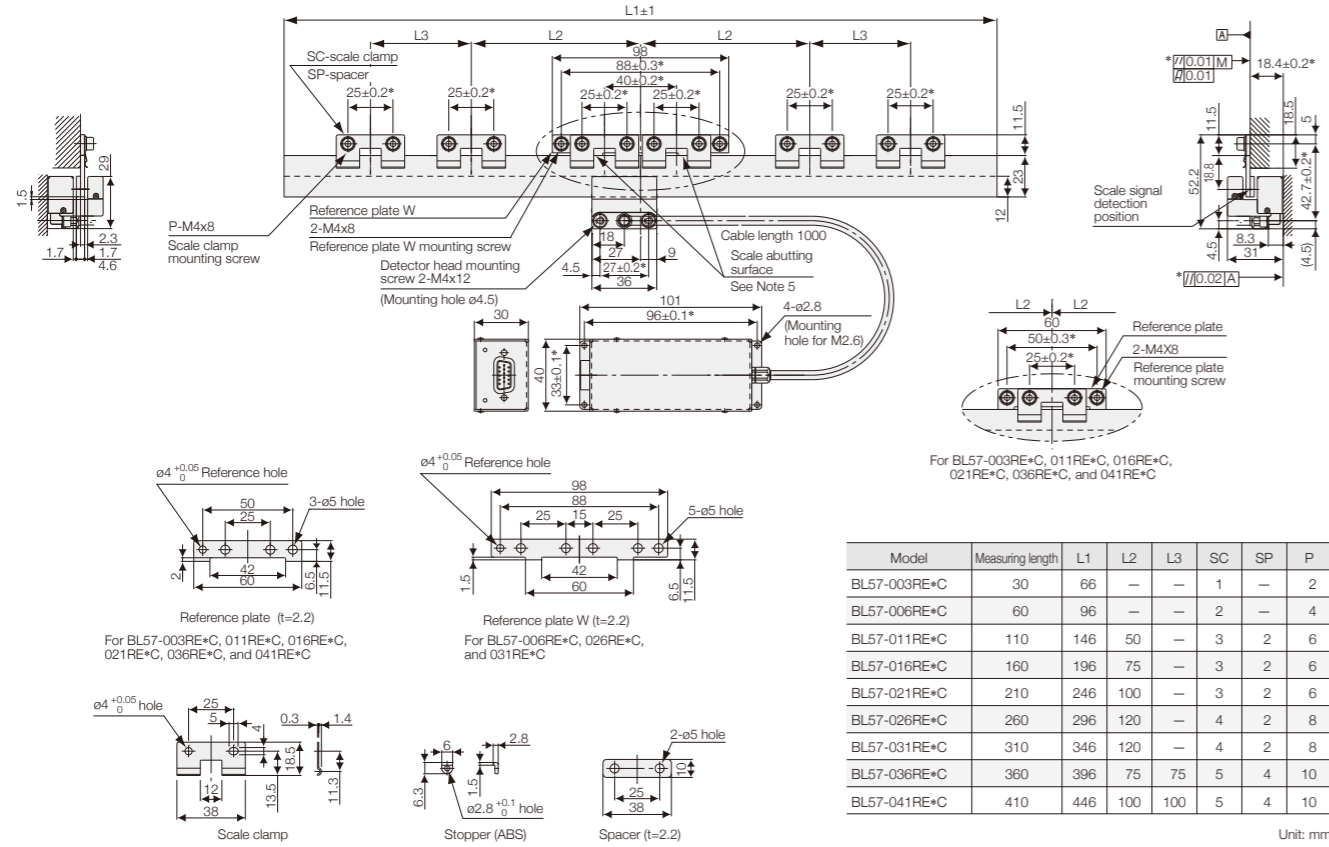 L1±1
L3
L2
L2
L3
SC-scale clamp
SP-spacer
98
88±0.3*
40±0.2*
25±0.2*
25±0.2*
25±0.2*
25±0.2*
25±0.2*
25±0.2*
11.5
23
12
29
1.5
2.3
1.7
1.7
4.6
P-M4x8
Scale clamp
mounting screw
Reference plate W
2-M4x8
Reference plate W mounting screw
Detector head mounting
screw 2-M4x12
(Mounting hole ø4.5)
18
27
9
4.5
27±0.2*
36
Cable length 1000
Scale abutting
surface
See Note 5
A
*//0.01 M
0.01
18.4±0.2*
11.5
18.5
5
52.2
18.8
42.7±0.2*
Scale signal
detection
position
4.5
8.3
31
(4.5)
*//0.02 A
30
101
96±0.1*
40
33±0.1*
4-ø2.8
(Mounting
hole for M2.6)
L2
L2
60
50±0.3*
25±0.2*
Reference plate
2-M4X8
Reference plate
mounting screw
For BL57-003RE*C, 011RE*C, 016RE*C,
021RE*C, 036RE*C, and 041RE*C
ø4 +0.05 0 Reference hole
50
25
3-ø5 hole
2
42
60
6.5
11.5
Reference plate (t=2.2)
For BL57-003RE*C, 011RE*C, 016RE*C,
021RE*C, 036RE*C, and 041RE*C
ø4 +0.05 0 Reference hole
98
88
25
15
25
5-ø5 hole
1.5
42
60
6.5
11.5
Reference plate W (t=2.2)
For BL57-006RE*C, 026RE*C,
and 031RE*C
ø4 +0.05 0 hole
25
5
4
0.3
1.4
18.5
13.5
11.3
12
38
Scale clamp
6
2.8
6.3
1.5
ø2.8 +0.1 0 hole
Stopper (ABS)
2-ø5 hole
10
25
38
Spacer (t=2.2)
Model Measuring length L1 L2 L3 SC SP P
BL57-003RE*C 30 66 — — 1 — 2
BL57-006RE*C 60 96 — — 2 — 4
BL57-011RE*C 110 146 50 — 3 2 6
BL57-016RE*C 160 196 75 — 3 2 6
BL57-021RE*C 210 246 100 — 3 2 6
BL57-026RE*C 260 296 120 — 4 2 8
BL57-031RE*C 310 346 120 — 4 2 8
BL57-036RE*C 360 396 75 75 5 4 10
BL57-041RE*C 410 446 100 100 5 4 10
Unit: mm